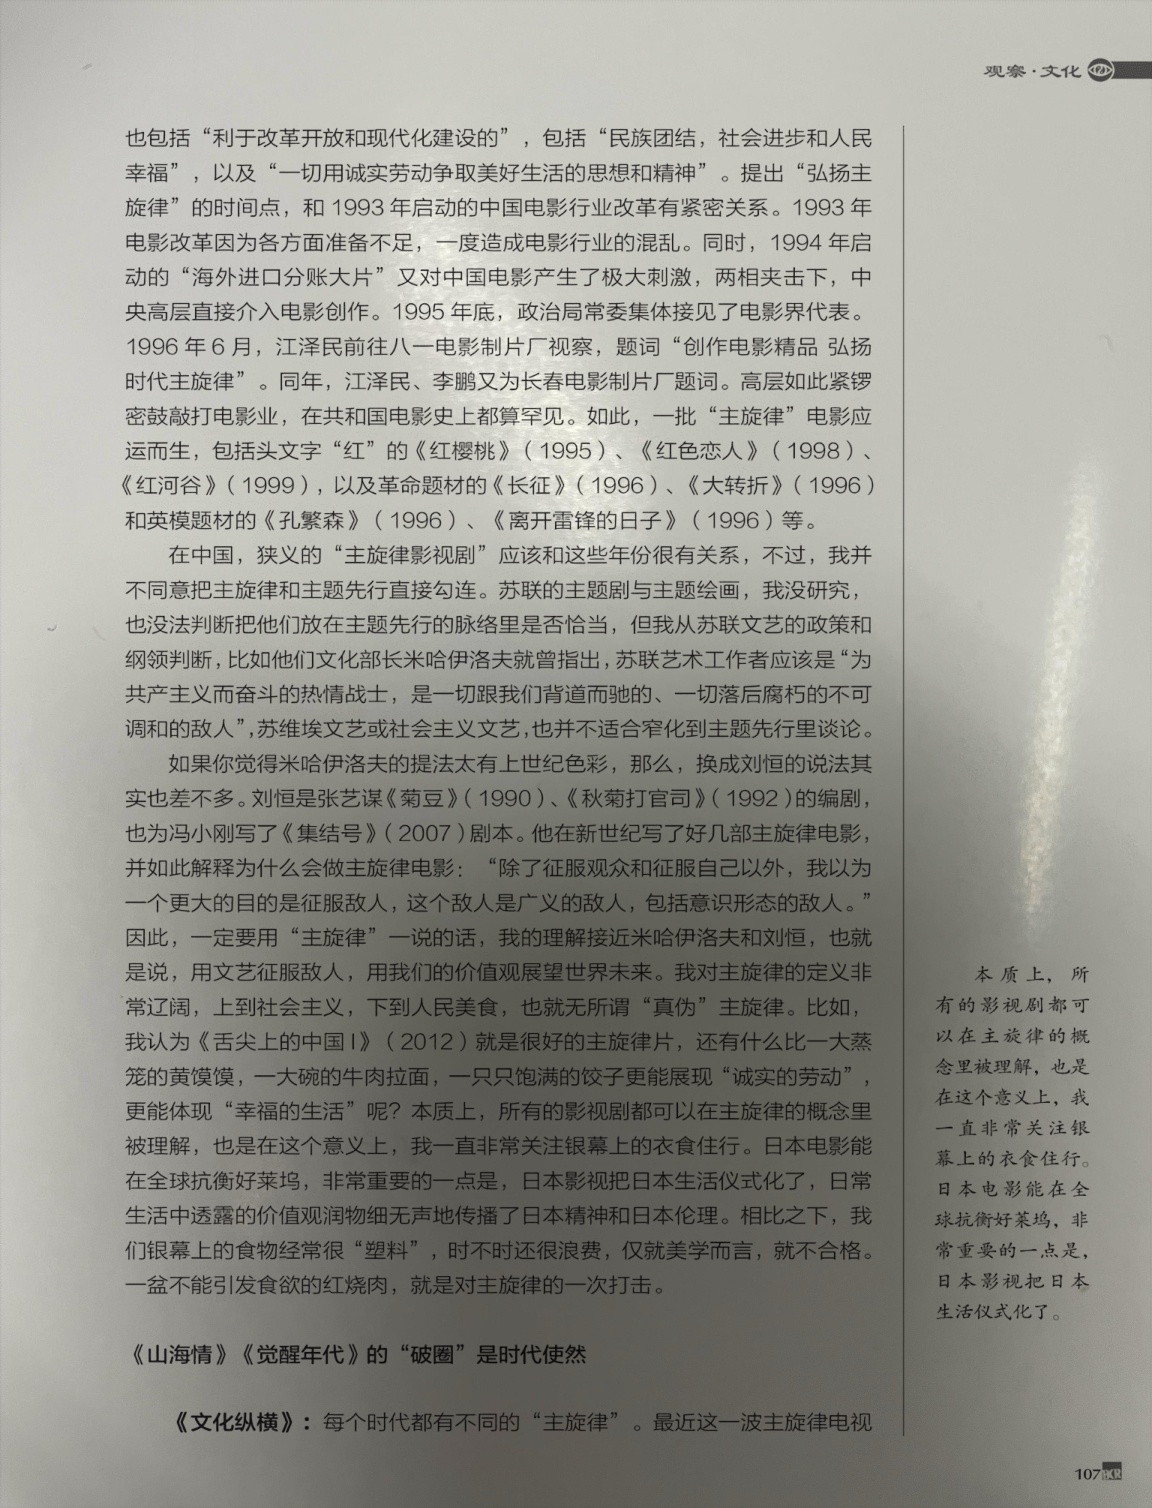 观察·文化
也包括“利于改革开放和现代化建设的”，包括“民族团结，社会进步和人民
幸福”，以及“一切用诚实劳动争取美好生活的思想和精神”。提出“弘扬主
旋律”的时间点，和 1993 年启动的中国电影行业改革有紧密关系。1993 年
电影改革因为各方面准备不足，一度造成电影行业的混乱。同时，1994 年启
动的“海外进口分账大片”又对中国电影产生了极大刺激，两相夹击下，中
央高层直接介入电影创作。1995 年底，政治局常委集体接见了电影界代表。
1996 年 6 月，江泽民前往八一电影制片厂视察，题词“创作电影精品 弘扬
时代主旋律”。同年，江泽民、李鹏又为长春电影制片厂题词。高层如此紧锣
密鼓敲打电影业，在共和国电影史上都算罕见。如此，一批“主旋律”电影应
运而生，包括头文字“红”的《红樱桃》（1995）、《红色恋人》（1998）、
《红河谷》（1999），以及革命题材的《长征》（1996）、《大转折》（1996）
和英模题材的《孔繁森》（1996）、《离开雷锋的日子》（1996）等。
在中国，狭义的“主旋律影视剧”应该和这些年份很有关系，不过，我并
不同意把主旋律和主题先行直接勾连。苏联的主题剧与主题绘画，我没研究，
也没法判断把他们放在主题先行的脉络里是否恰当，但我从苏联文艺的政策和
纲领判断，比如他们文化部长米哈伊洛夫就曾指出，苏联艺术工作者应该是“为
共产主义而奋斗的热情战士，是一切跟我们背道而驰的、一切落后腐朽的不可
调和的敌人”，苏维埃文艺或社会主义文艺，也并不适合窄化到主题先行里谈论。
如果你觉得米哈伊洛夫的提法太有上世纪色彩，那么，换成刘恒的说法其
实也差不多。刘恒是张艺谋《菊豆》（1990）、《秋菊打官司》（1992）的编剧，
也为冯小刚写了《集结号》（2007）剧本。他在新世纪写了好几部主旋律电影，
并如此解释为什么会做主旋律电影：“除了征服观众和征服自己以外，我以为
一个更大的目的是征服敌人，这个敌人是广义的敌人，包括意识形态的敌人。”
因此，一定要用“主旋律”一说的话，我的理解接近米哈伊洛夫和刘恒，也就
是说，用文艺征服敌人，用我们的价值观展望世界未来。我对主旋律的定义非
常辽阔，上到社会主义，下到人民美食，也就无所谓“真伪”主旋律。比如，
我认为《舌尖上的中国Ⅰ》（2012）就是很好的主旋律片，还有什么比一大蒸
笼的黄馍馍，一大碗的牛肉拉面，一只只饱满的饺子更能展现“诚实的劳动”，
更能体现“幸福的生活”呢？本质上，所有的影视剧都可以在主旋律的概念里
被理解，也是在这个意义上，我一直非常关注银幕上的衣食住行。日本电影能
在全球抗衡好莱坞，非常重要的一点是，日本影视把日本生活仪式化了，日常
生活中透露的价值观润物细无声地传播了日本精神和日本伦理。相比之下，我
们银幕上的食物经常很“塑料”，时不时还很浪费，仅就美学而言，就不合格。
一盆不能引发食欲的红烧肉，就是对主旋律的一次打击。
《山海情》《觉醒年代》的“破圈”是时代使然
《文化纵横》：每个时代都有不同的“主旋律”。最近这一波主旋律电视
本质上，所
有的影视剧都可
以在主旋律的概
念里被理解，也是
在这个意义上，我
一直非常关注银
幕上的衣食住行。
日本电影能在全
球抗衡好莱坞，非
常重要的一点是，
日本影视把日本
生活仪式化了。
107